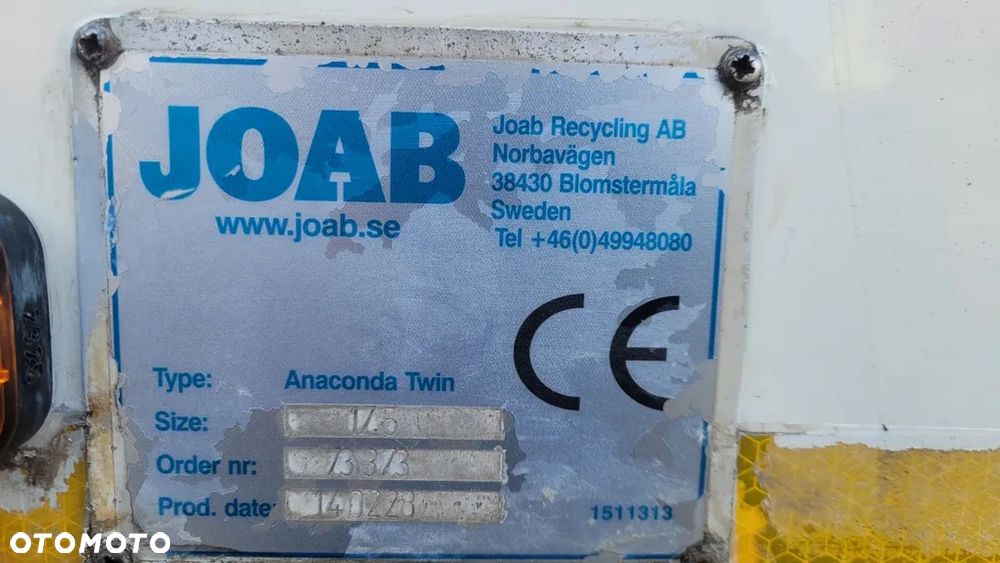 JOAB
www.joab.se
Joab Recycling AB
Norbavägen
38430 Blomstermåla
Sweden
Tel +46(0)49948080
CE
Type: Anaconda Twin
Size:
Order nr:
Prod. date: 140228
1511313
OTOMOTO